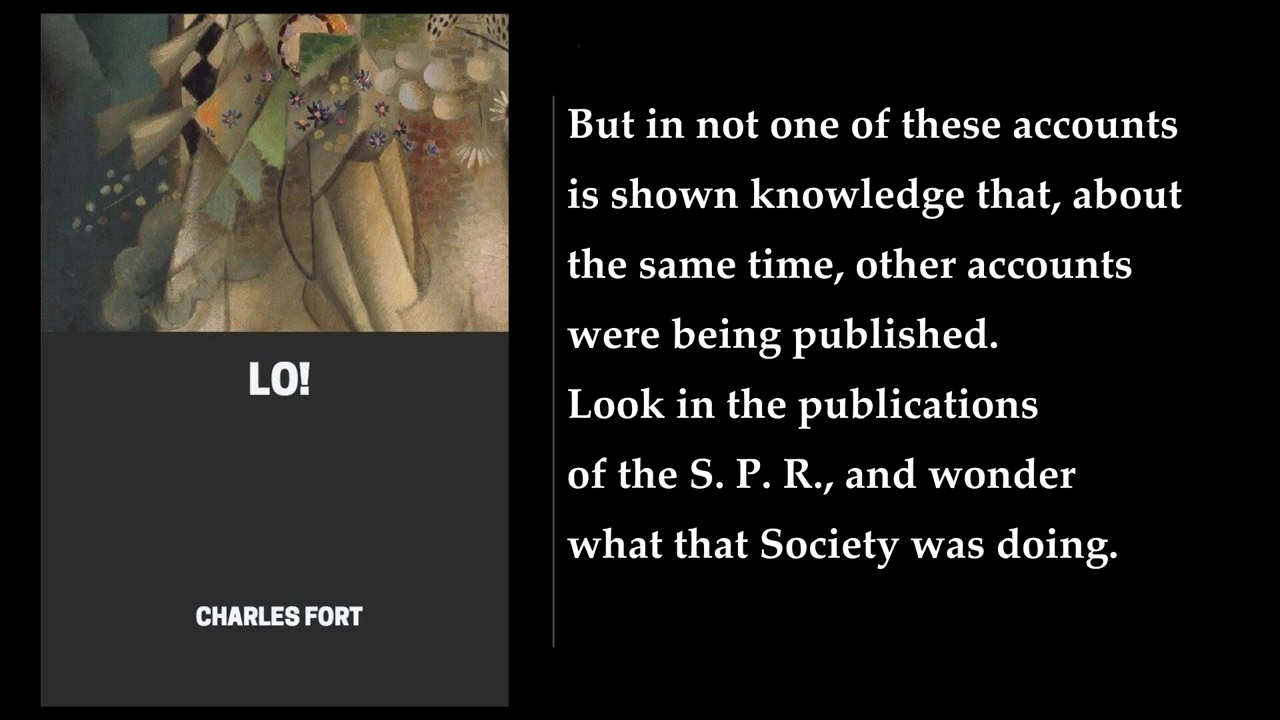 LO!
CHARLES FORT
But in not one of these accounts
is shown knowledge that, about
the same time, other accounts
were being published.
Look in the publications
of the S. P. R., and wonder
what that Society was doing.